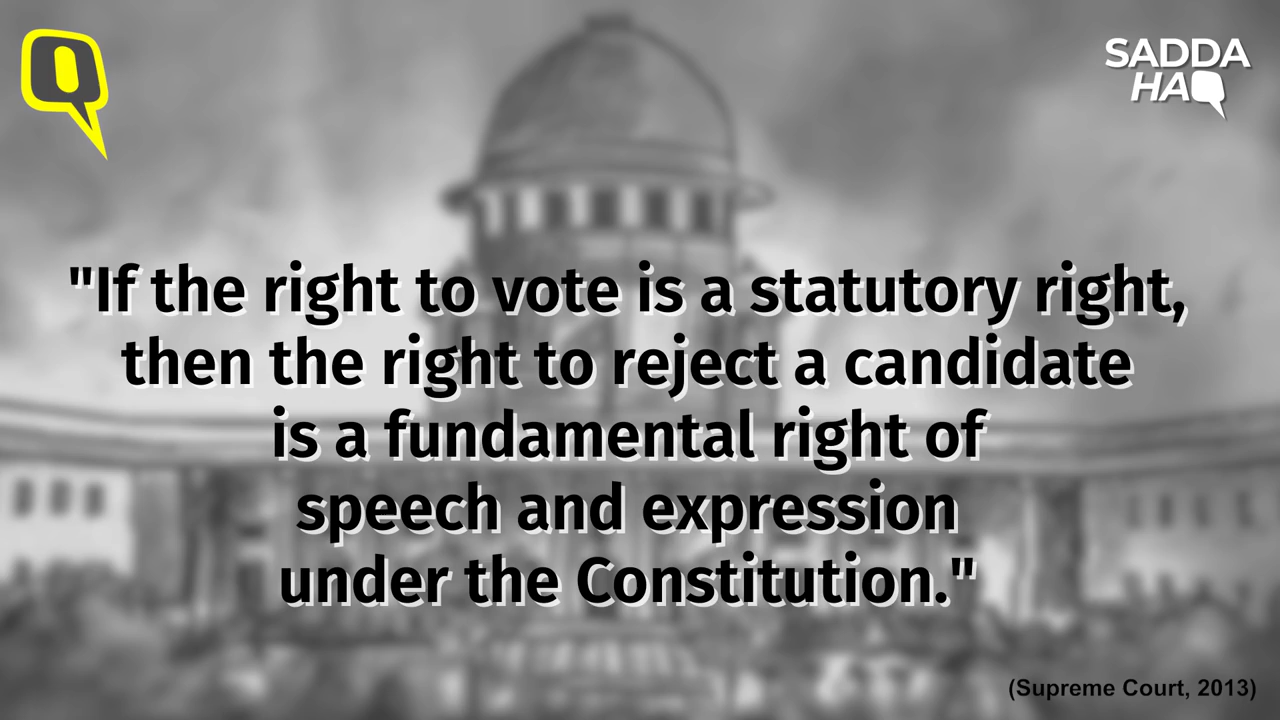 SADDA
HAQ
"If the right to vote is a statutory right,
then the right to reject a candidate
is a fundamental right of
speech and expression
under the Constitution."
(Supreme Court, 2013)